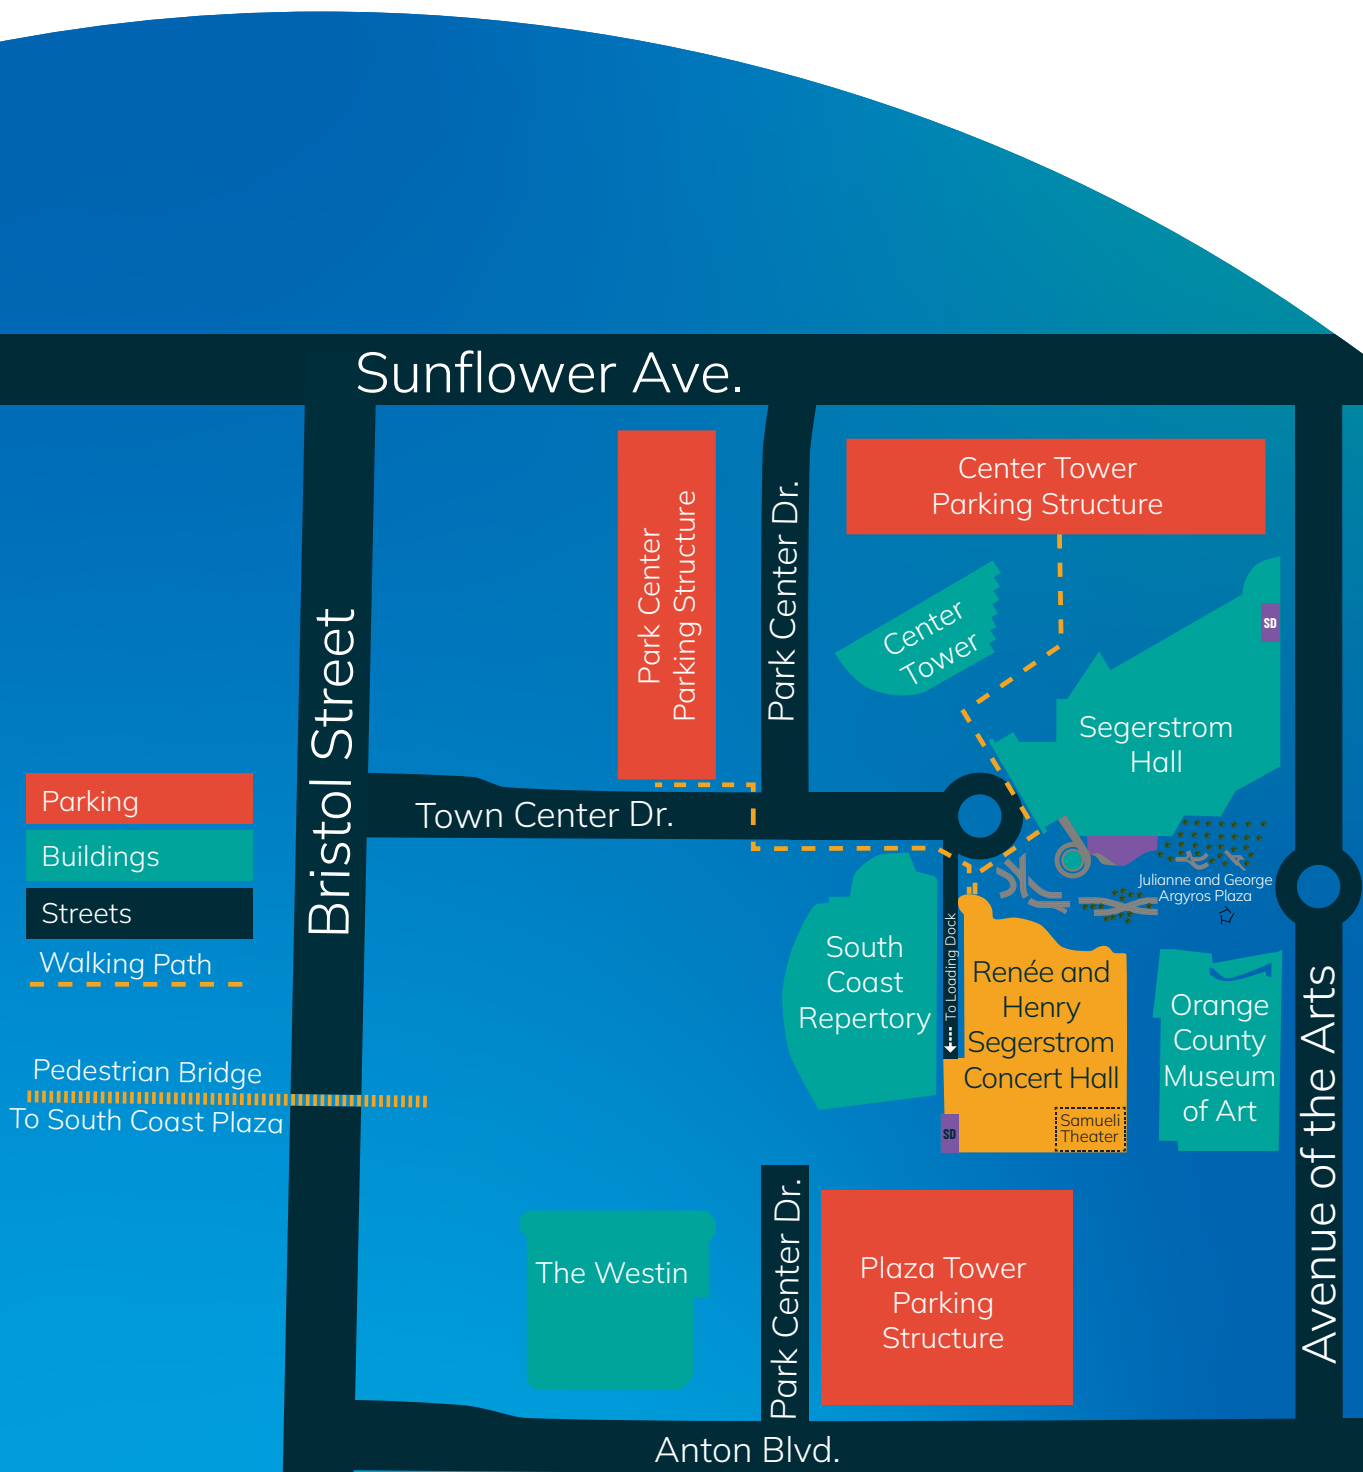 Sunflower Ave.
Center Tower
Parking Structure
Park Center
Parking Structure
Park Center Dr.
Center
Tower
SD
Bristol Street
Segerstrom
Hall
Parking
Town Center Dr.
Buildings
Julianne and George
Argyros Plaza
Streets
Walking Path
South
Coast
Repertory
To Loading Dock
Renée and
Henry
Segerstrom
Concert Hall
Orange
County
Museum
of Art
Avenue of the Arts
Pedestrian Bridge
To South Coast Plaza
SD
Samueli
Theater
Park Center Dr.
The Westin
Plaza Tower
Parking
Structure
Anton Blvd.